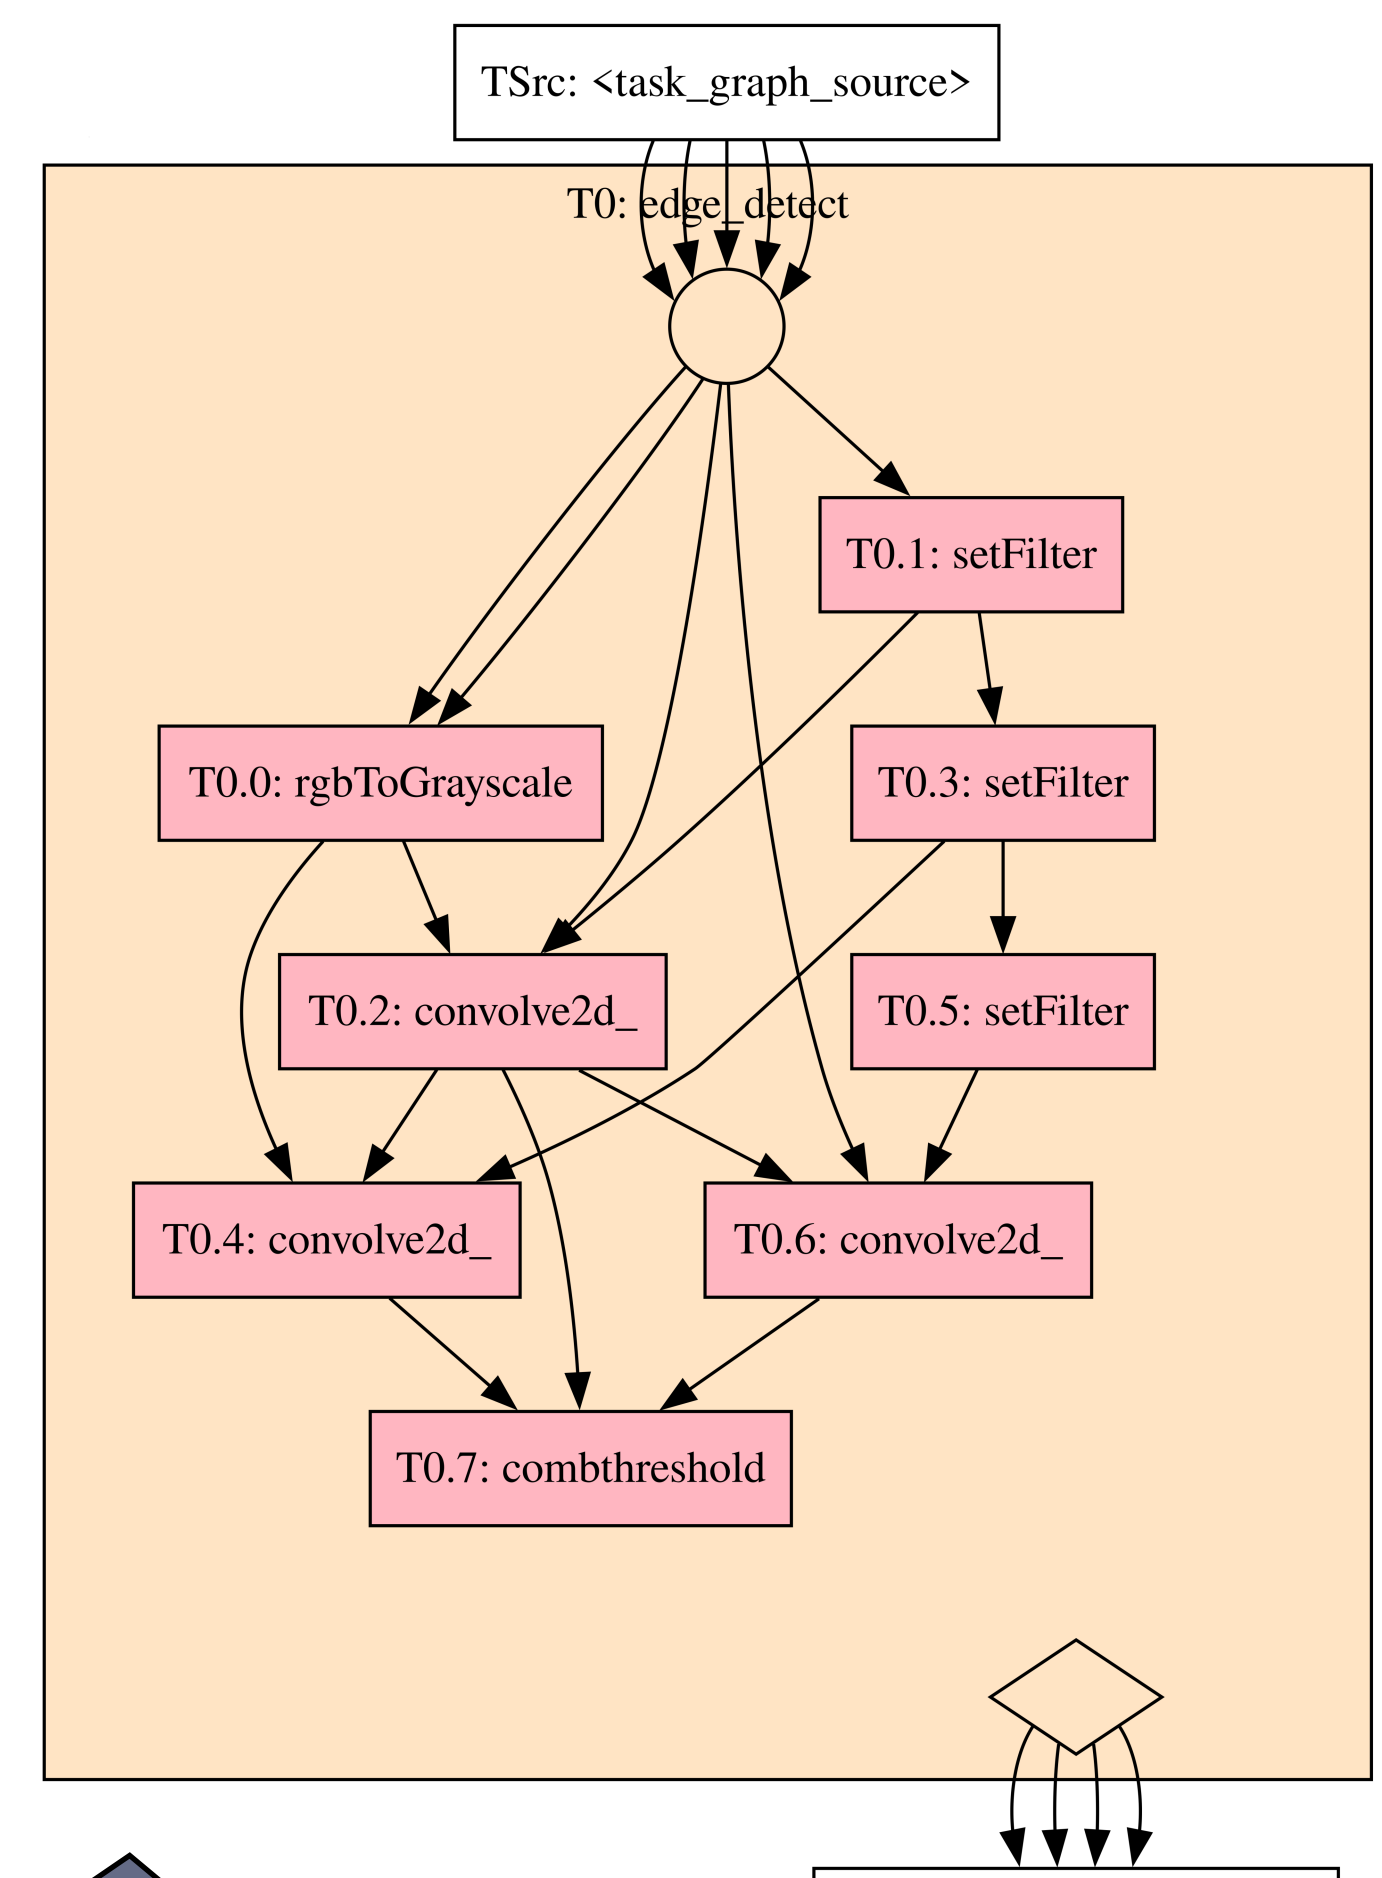 TSrc: <task_graph_source>
T0: edge_detect
T0.1: setFilter
T0.0: rgbToGrayscale
T0.3: setFilter
T0.2: convolve2d_
T0.5: setFilter
T0.4: convolve2d_
T0.6: convolve2d_
T0.7: combthreshold